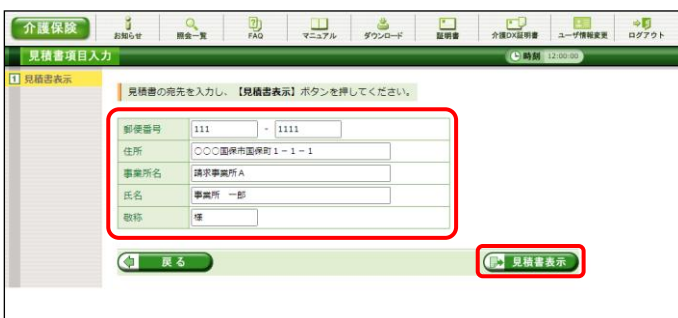 介護保険
お知らせ 照会一覧 FAQ マニュアル ダウンロード 証明書 介護DX証明書 ユーザ情報変更 ログアウト
見積書項目入力 時刻 12:00:00
1 見積書表示
見積書の宛先を入力し、【見積書表示】ボタンを押してください。
郵便番号 111 - 1111
住所 〇〇〇国保市国保町1-1-1
事業所名 請求事業所A
氏名 事業所 一郎
敬称 様
戻る 見積書表示